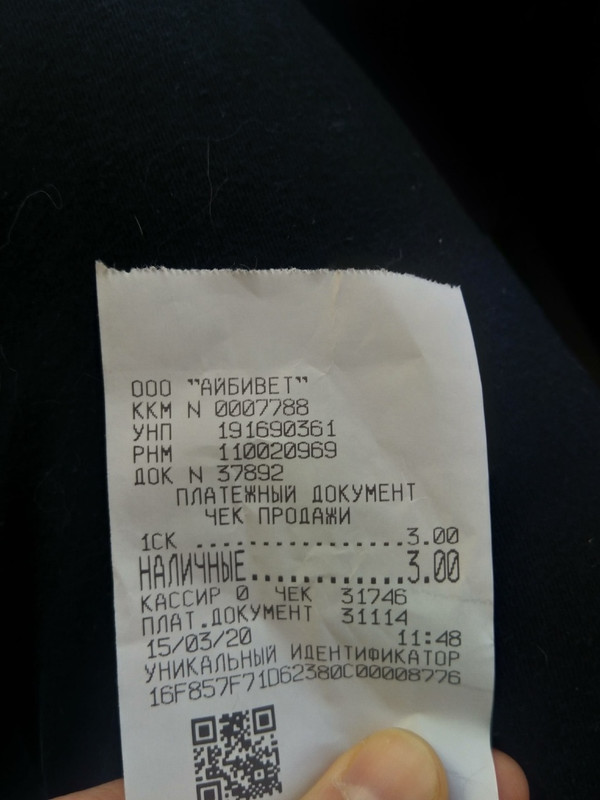 ООО "АЙБИВЕТ"
ККМ N 0007788
УНП 191690361
РНМ 110020969
ДОК N 37892
ПЛАТЕЖНЫЙ ДОКУМЕНТ
ЧЕК ПРОДАЖИ
1СК ..................3.00
НАЛИЧНЫЕ............3.00
КАССИР 0 ЧЕК 31746
ПЛАТ.ДОКУМЕНТ 31114
15/03/20 11:48
УНИКАЛЬНЫЙ ИДЕНТИФИКАТОР
16F857F71D62380C00008776